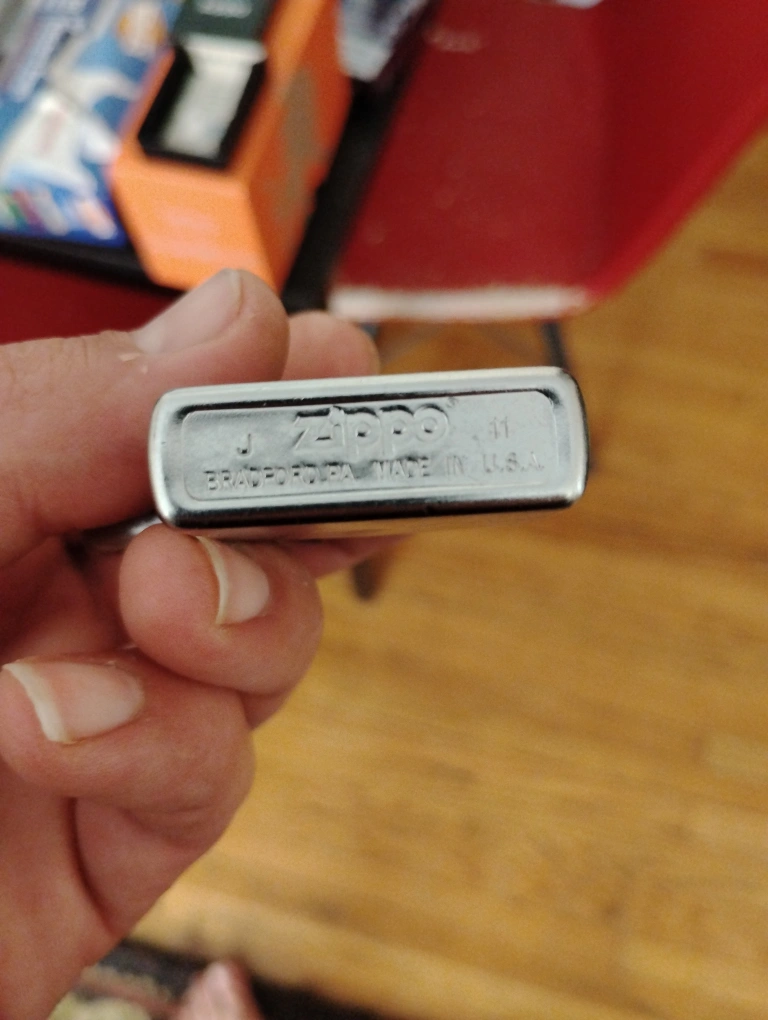 J Zippo® 11
BRADFORD,PA. MADE IN U.S.A.